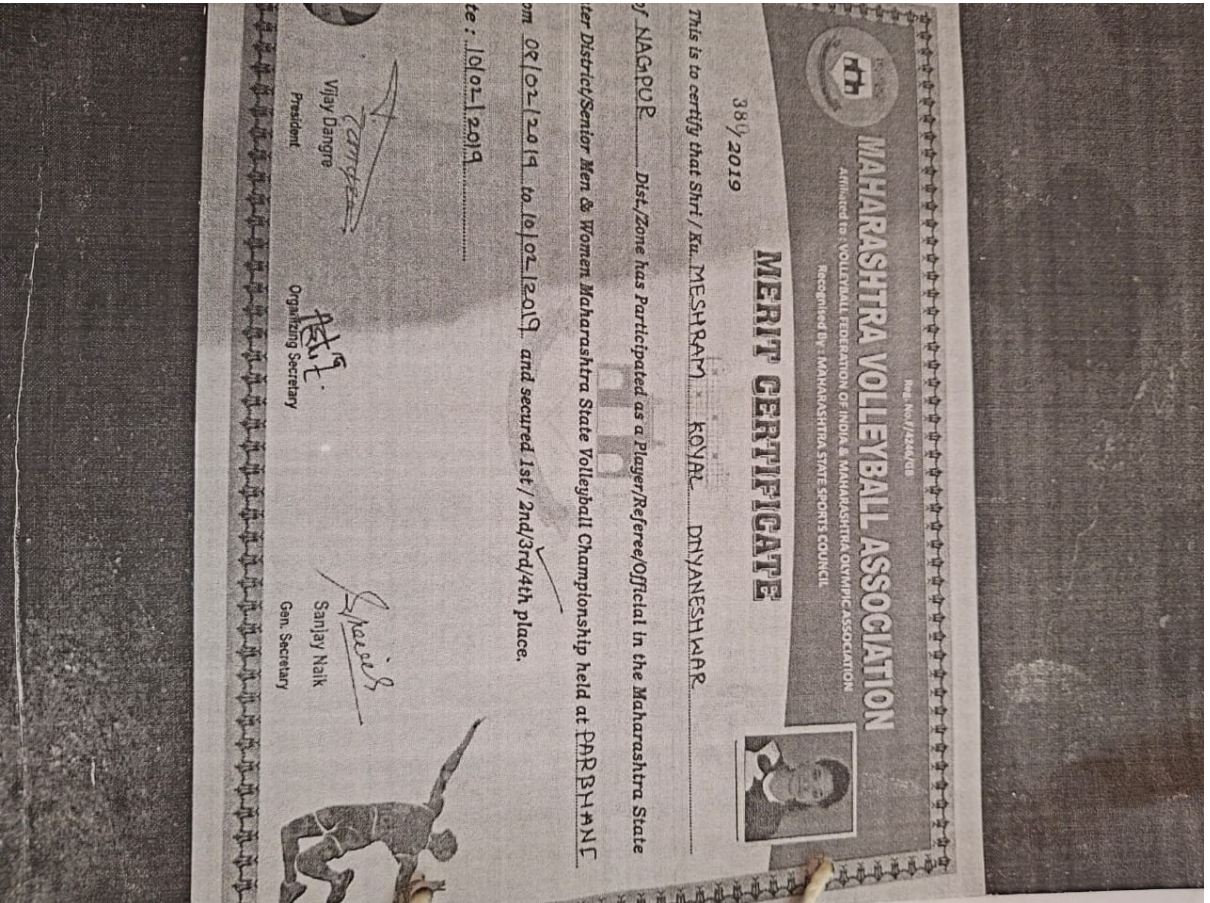 Reg. No.F/4246/GB
MAHARASHTRA VOLLEYBALL ASSOCIATION
Affiliated to : VOLLEYBALL FEDERATION OF INDIA & MAHARASHTRA OLYMPIC ASSOCIATION
Recognised By : MAHARASHTRA STATE SPORTS COUNCIL
MERIT CERTIFICATE
/2019
This is to certify that Shri / Ku. MESHRAM KOYAL DNYANESHWAR
of NAGPUR Dist./Zone has Participated as a Player/Referee/Official in the Maharashtra State
ter District/Senior Men & Women Maharashtra State Volleyball Championship held at PARBHANI
om 08/02/2019 to 10/02/2019 and secured 1st / 2nd/3rd/4th place.
te : 10/02/2019
Vijay Dangre
President
Organizing Secretary
Sanjay Naik
Gen. Secretary